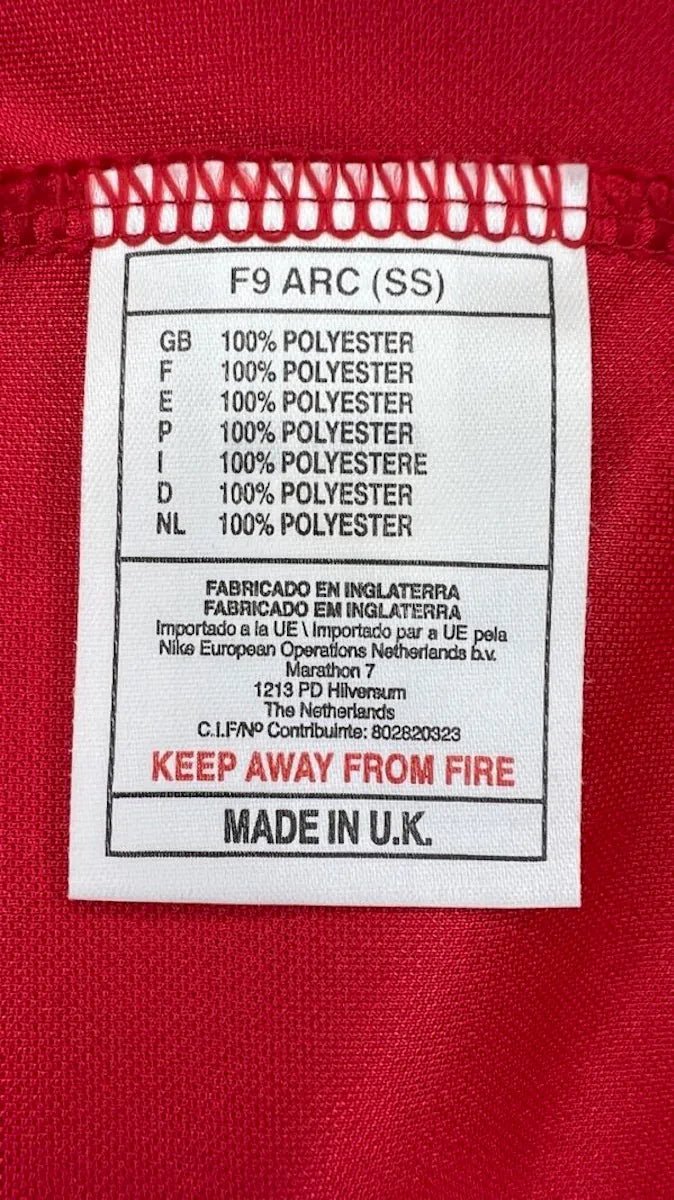 F9 ARC (SS)
GB 100% POLYESTER
F 100% POLYESTER
E 100% POLYESTER
P 100% POLYESTER
I 100% POLYESTERE
D 100% POLYESTER
NL 100% POLYESTER
FABRICADO EN INGLATERRA
FABRICADO EM INGLATERRA
Importado a la UE \ Importado par a UE pela
Nike European Operations Netherlands b.v.
Marathon 7
1213 PD Hilversum
The Netherlands
C.I.F/Nº Contribuinte: 802820323
KEEP AWAY FROM FIRE
MADE IN U.K.